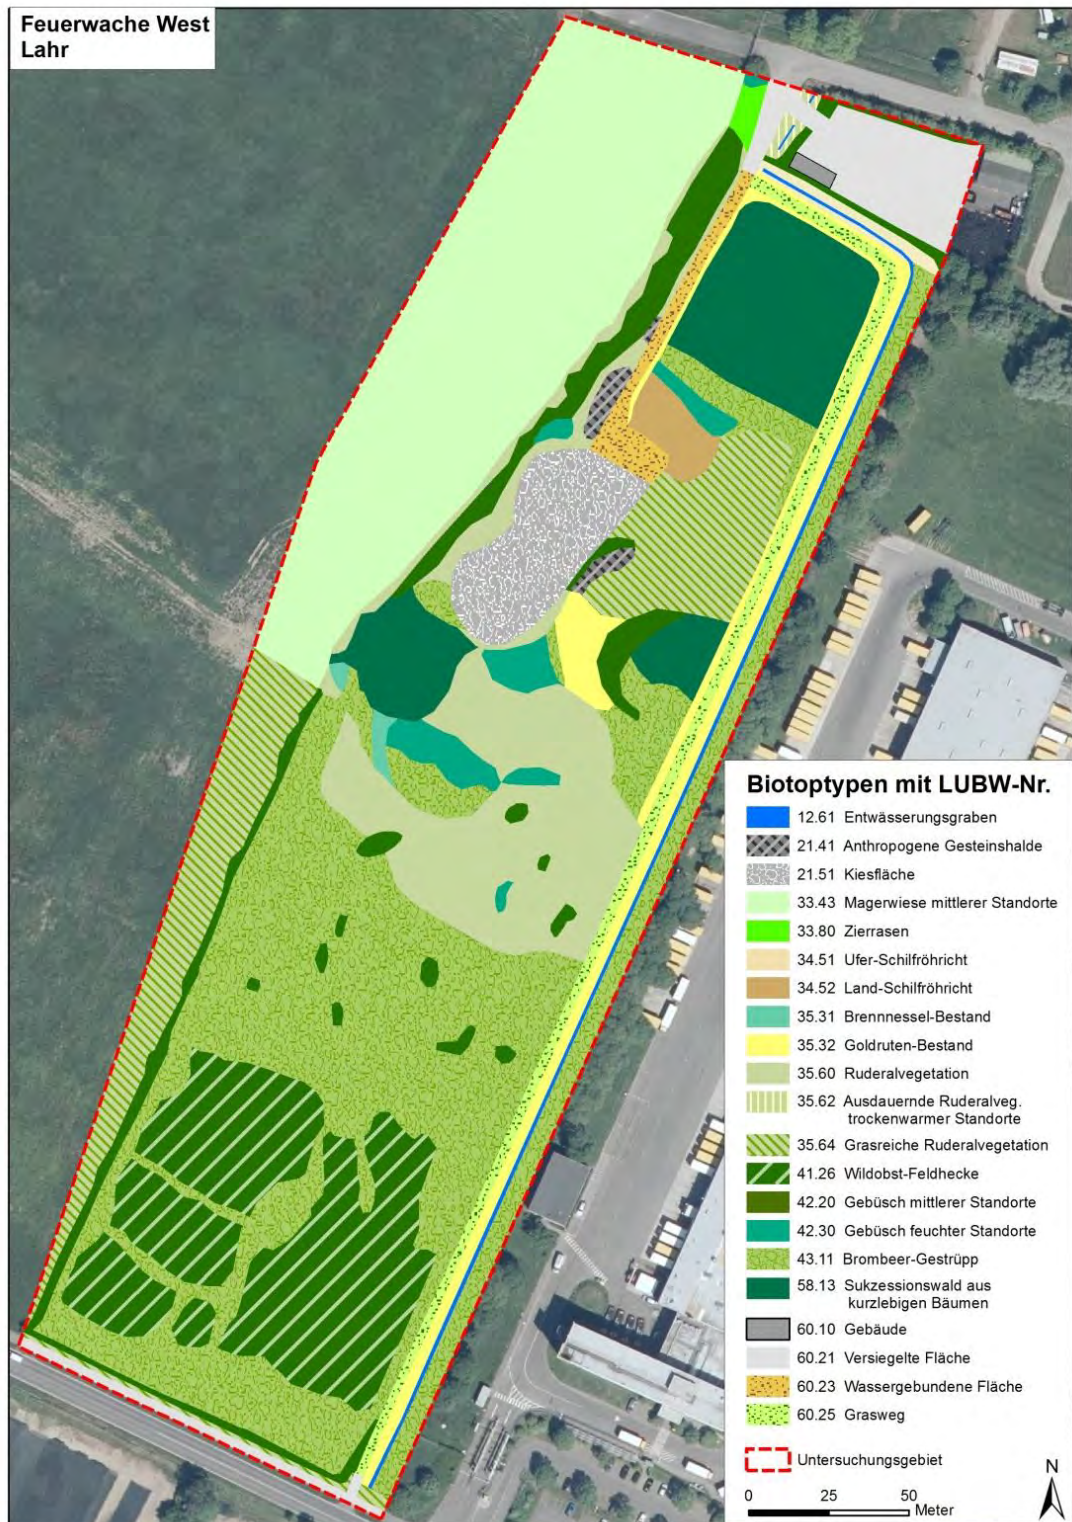 Feuerwache West
Lahr
Biotoptypen mit LUBW-Nr.
12.61 Entwässerungsgraben
21.41 Anthropogene Gesteinshalde
21.51 Kiesfläche
33.43 Magerwiese mittlerer Standorte
33.80 Zierrasen
34.51 Ufer-Schilfröhricht
34.52 Land-Schilfröhricht
35.31 Brennnessel-Bestand
35.32 Goldruten-Bestand
35.60 Ruderalvegetation
35.62 Ausdauernde Ruderalveg.
trockenwarmer Standorte
35.64 Grasreiche Ruderalvegetation
41.26 Wildobst-Feldhecke
42.20 Gebüsch mittlerer Standorte
42.30 Gebüsch feuchter Standorte
43.11 Brombeer-Gestrüpp
58.13 Sukzessionswald aus
kurzlebigen Bäumen
60.10 Gebäude
60.21 Versiegelte Fläche
60.23 Wassergebundene Fläche
60.25 Grasweg
Untersuchungsgebiet
N
0 25 50
Meter